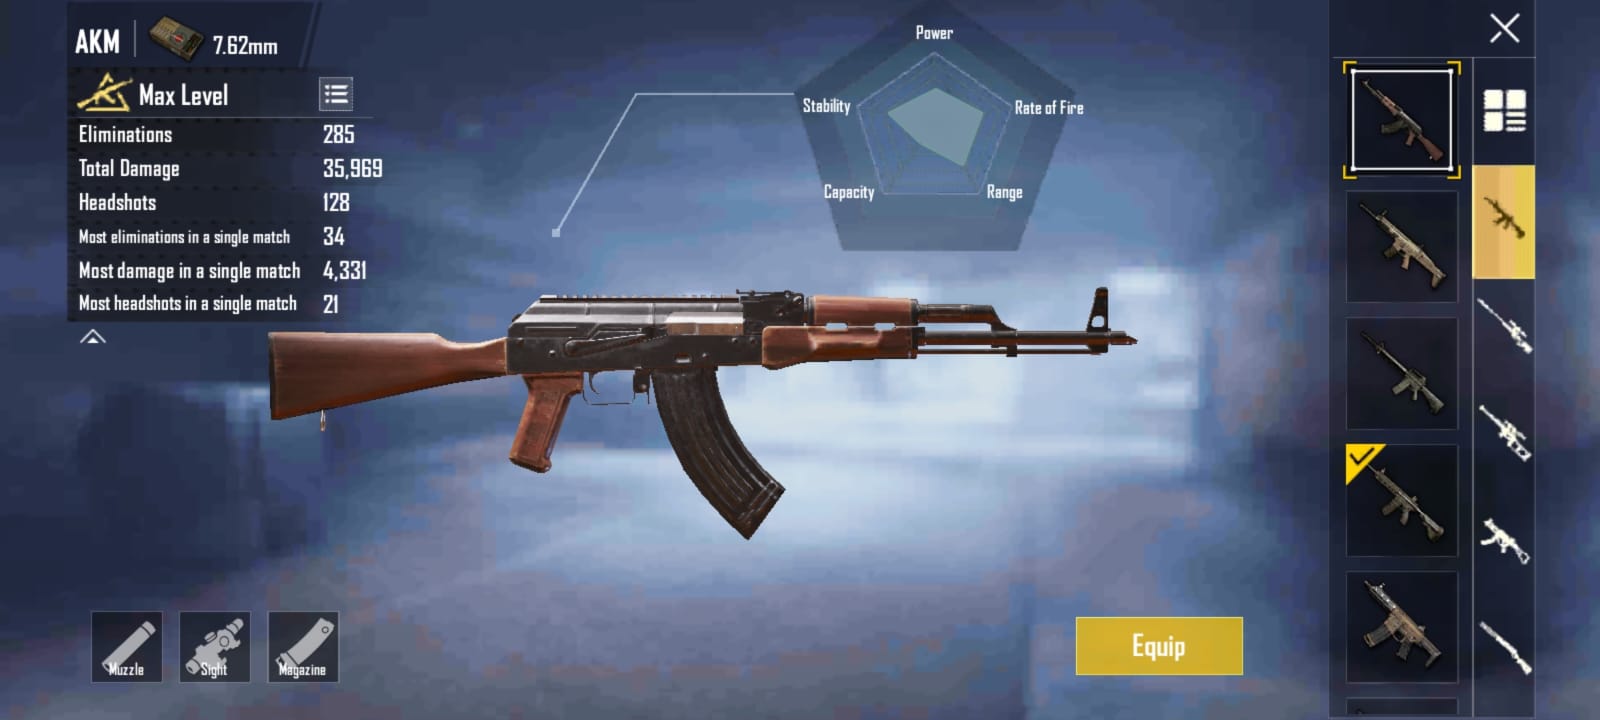 AKM
7.62mm
Max Level
Eliminations 285
Total Damage 35,969
Headshots 128
Most eliminations in a single match 34
Most damage in a single match 4,331
Most headshots in a single match 21
Power
Stability
Rate of Fire
Capacity
Range
Muzzle
Sight
Magazine
Equip